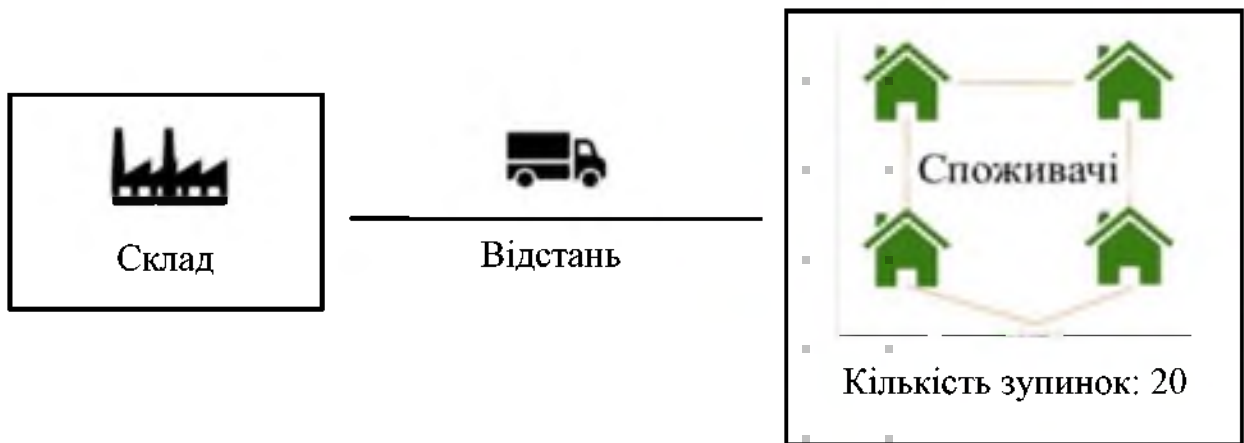 Склад
Відстань
Споживачі
Кількість зупинок: 20